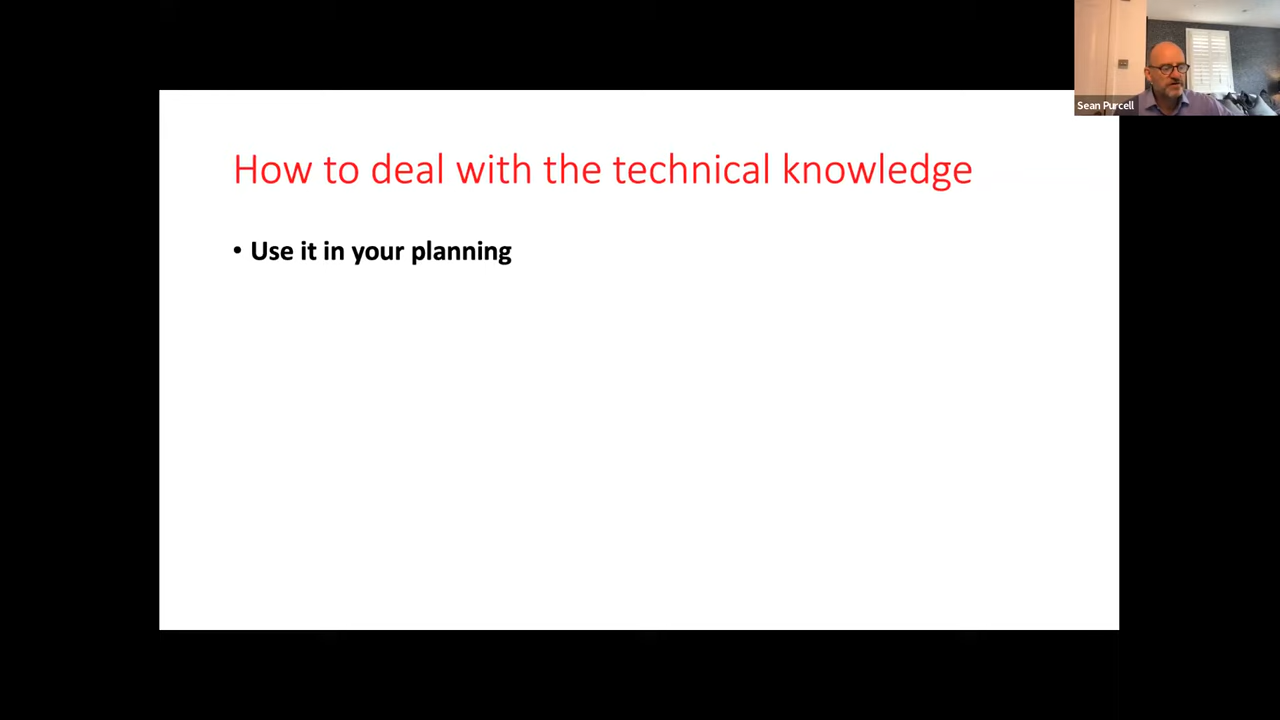 Sean Purcell
How to deal with the technical knowledge
• Use it in your planning